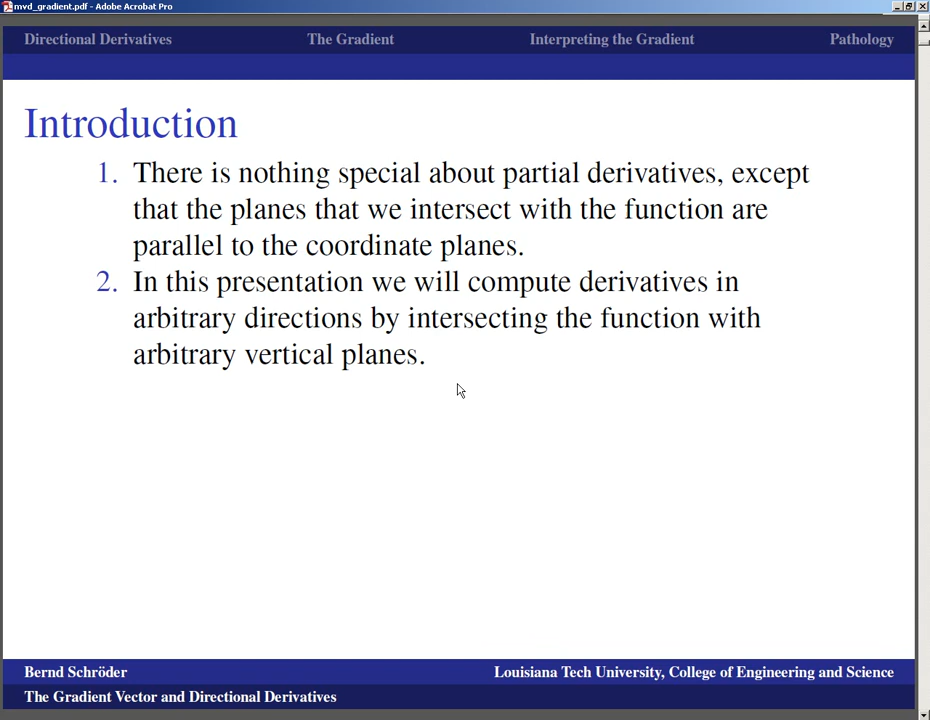 mvd_gradient.pdf - Adobe Acrobat Pro
Directional Derivatives The Gradient Interpreting the Gradient Pathology
Introduction
1. There is nothing special about partial derivatives, except
that the planes that we intersect with the function are
parallel to the coordinate planes.
2. In this presentation we will compute derivatives in
arbitrary directions by intersecting the function with
arbitrary vertical planes.
Bernd Schröder Louisiana Tech University, College of Engineering and Science
The Gradient Vector and Directional Derivatives